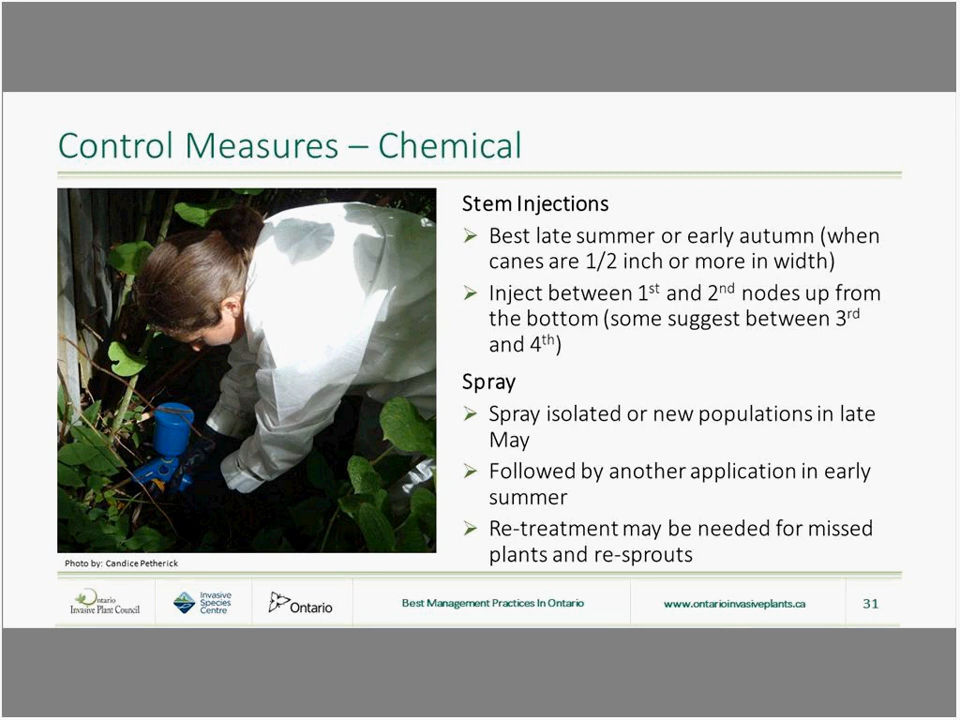 Control Measures – Chemical
Stem Injections
➢ Best late summer or early autumn (when
canes are 1/2 inch or more in width)
➢ Inject between 1st and 2nd nodes up from
the bottom (some suggest between 3rd
and 4th)
Spray
➢ Spray isolated or new populations in late
May
➢ Followed by another application in early
summer
➢ Re-treatment may be needed for missed
plants and re-sprouts
Photo by: Candice Petherick
Ontario
Invasive Plant Council
Invasive
Species
Centre
Ontario
Best Management Practices In Ontario
www.ontarioinvasiveplants.ca
31